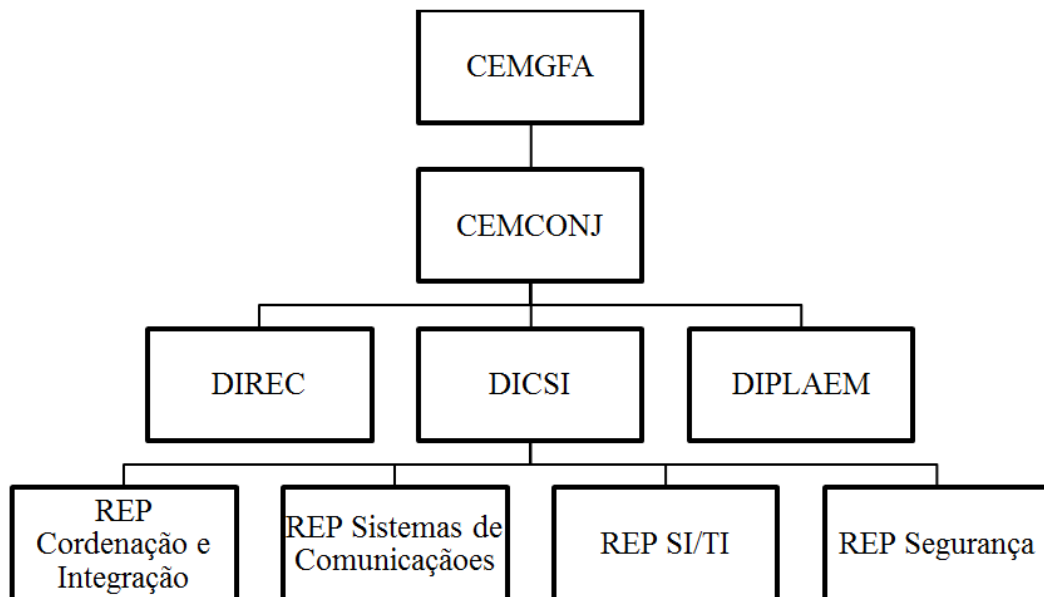 CEMGFA
CEMCONJ
DIREC
DICSI
DIPLAEM
REP
Cordenação e
Integração
REP Sistemas de
Comunicaçãoes
REP SI/TI
REP Segurança